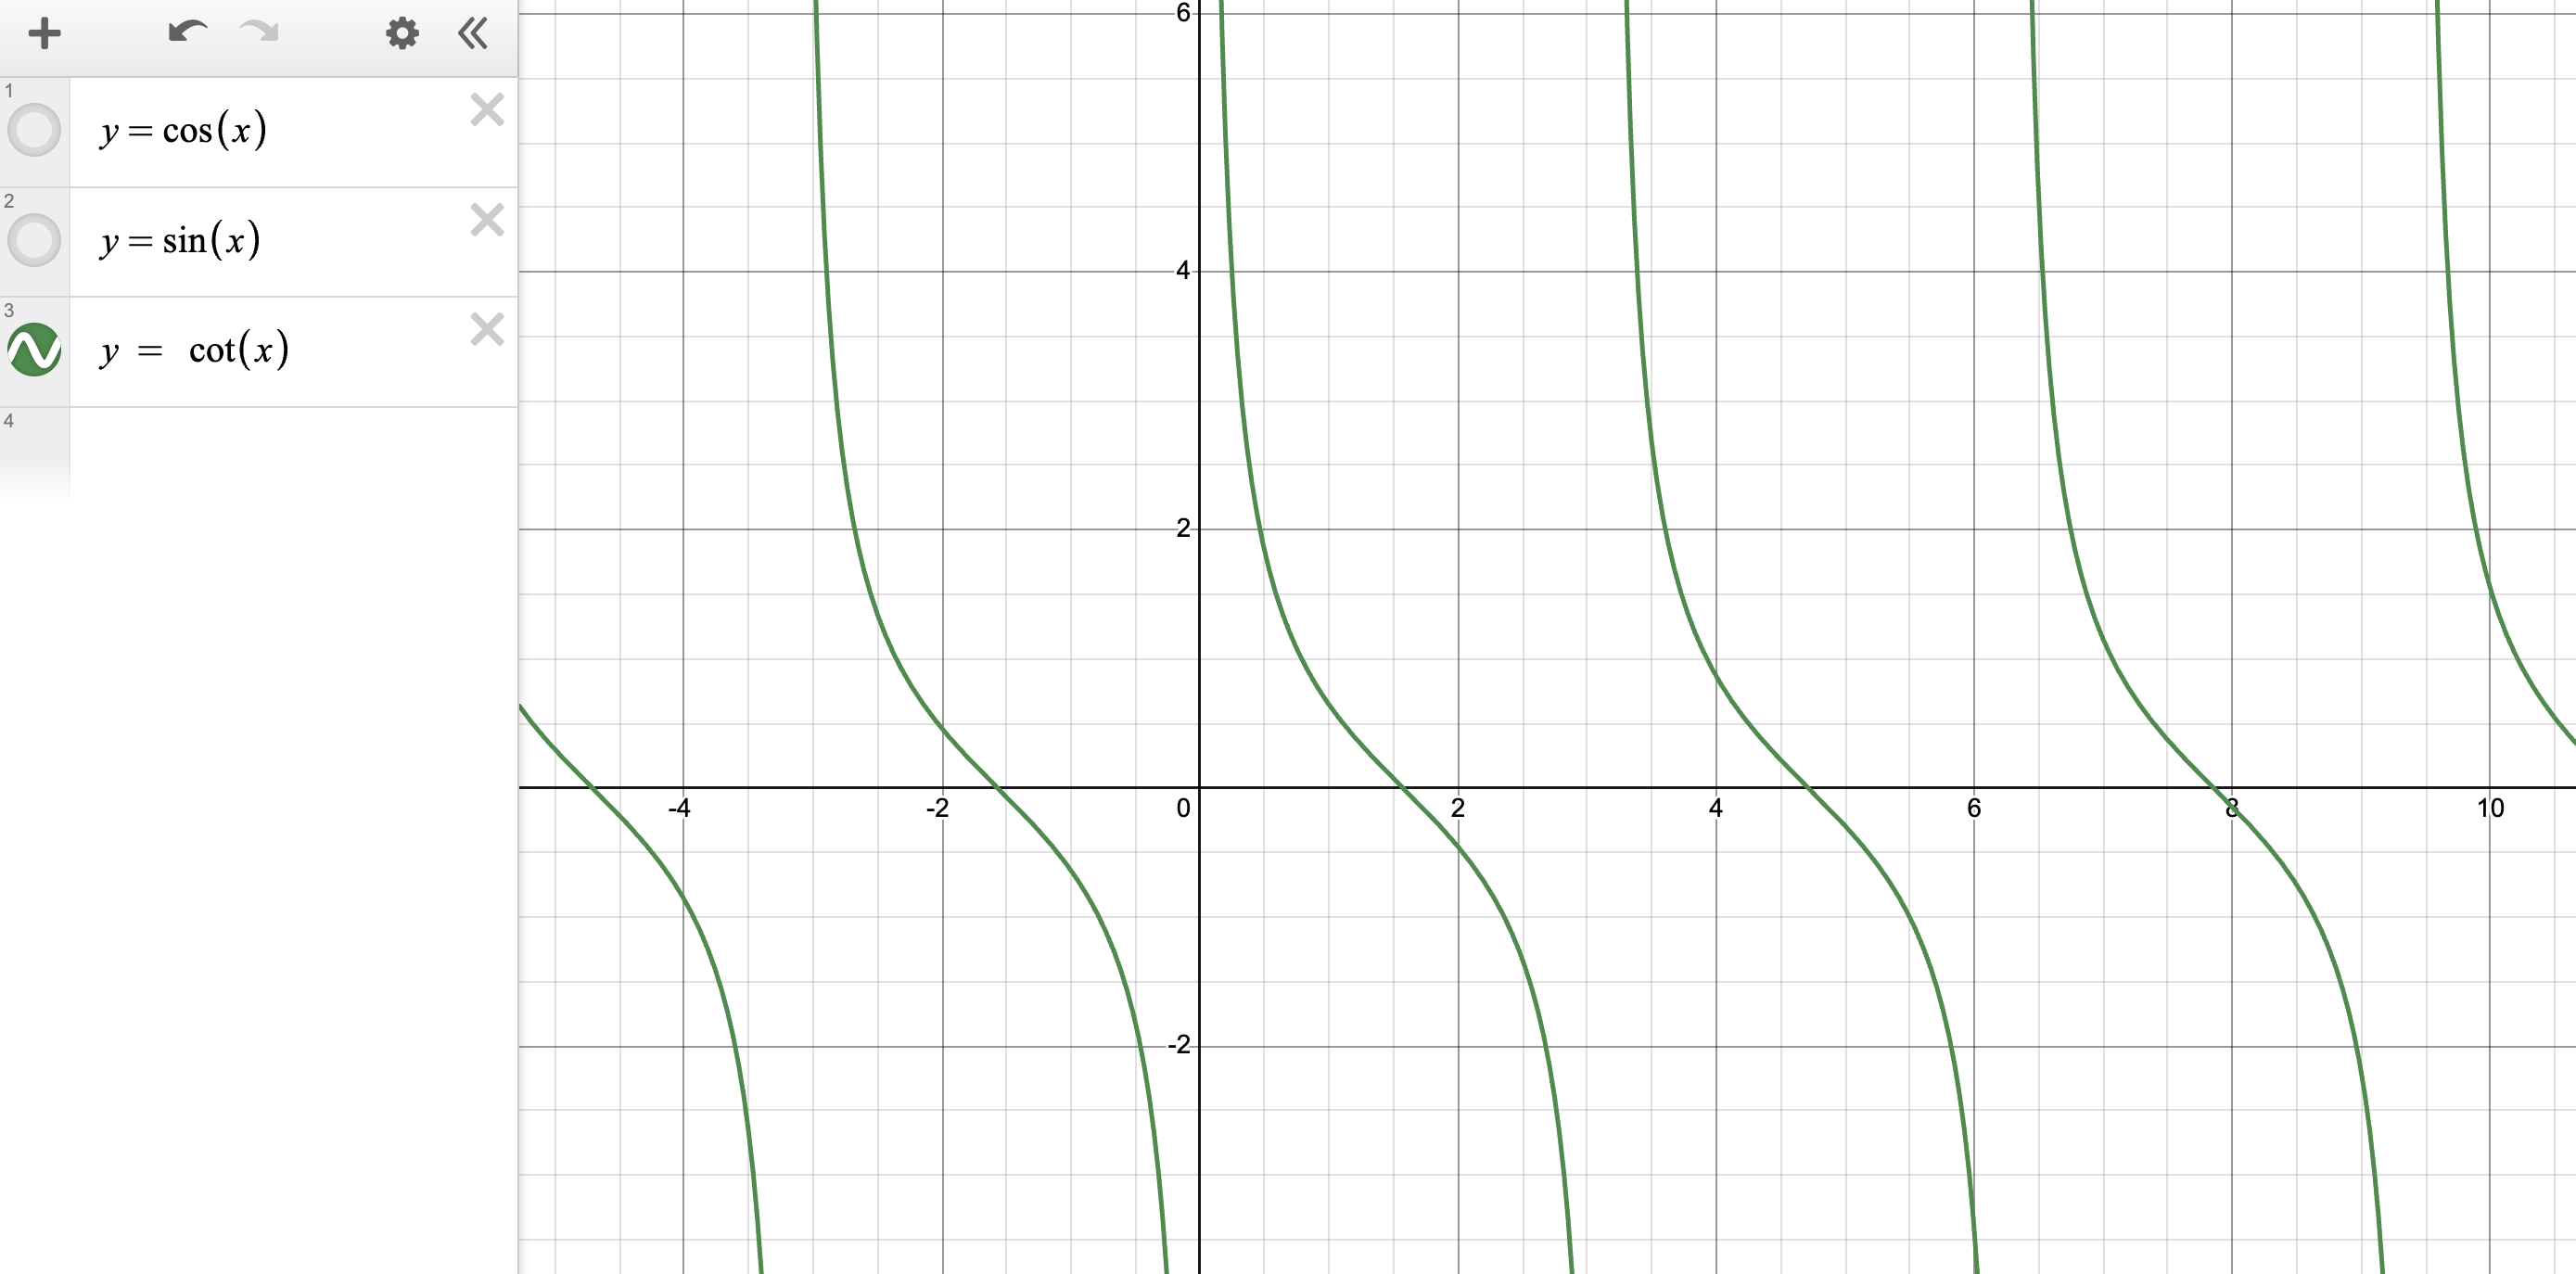 1
y = cos(x)
2
y = sin(x)
3
y = cot(x)
4
6
4
2
-4 -2 0 2 4 6 8 10
-2